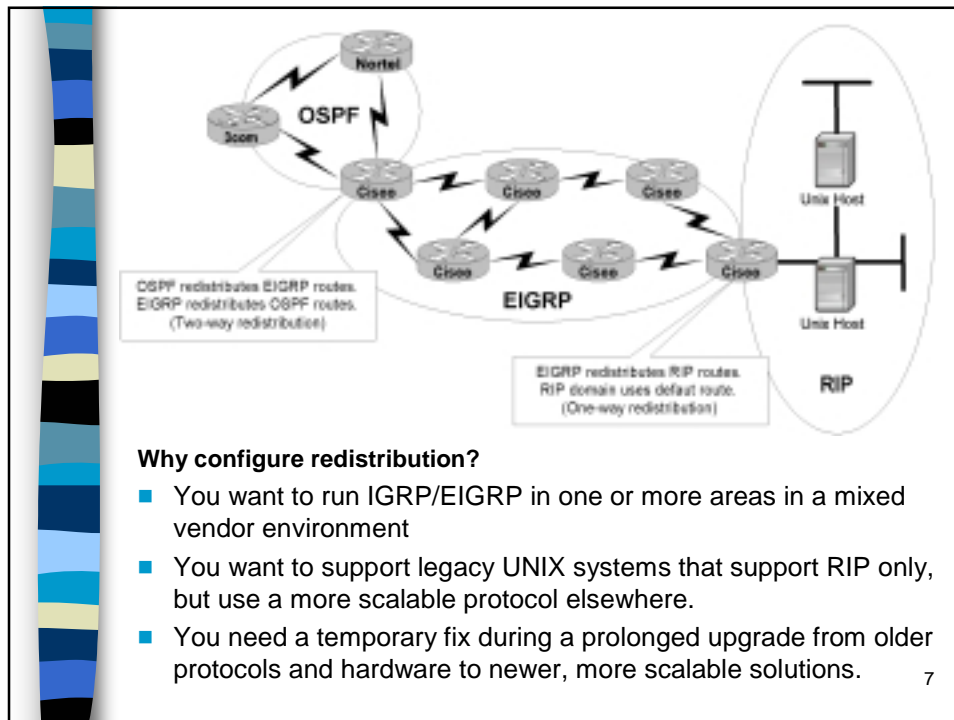 Nortel
OSPF
3com
Cisco
Cisco
Cisco
Unix Host
Cisco
Cisco
Cisco
EIGRP
Unix Host
RIP
OSPF redistributes EIGRP routes.
EIGRP redistributes OSPF routes.
(Two-way redistribution)
EIGRP redistributes RIP routes.
RIP domain uses defaut route.
(One-way redistribution)
Why configure redistribution?
You want to run IGRP/EIGRP in one or more areas in a mixed
vendor environment
You want to support legacy UNIX systems that support RIP only,
but use a more scalable protocol elsewhere.
You need a temporary fix during a prolonged upgrade from older
protocols and hardware to newer, more scalable solutions.
7